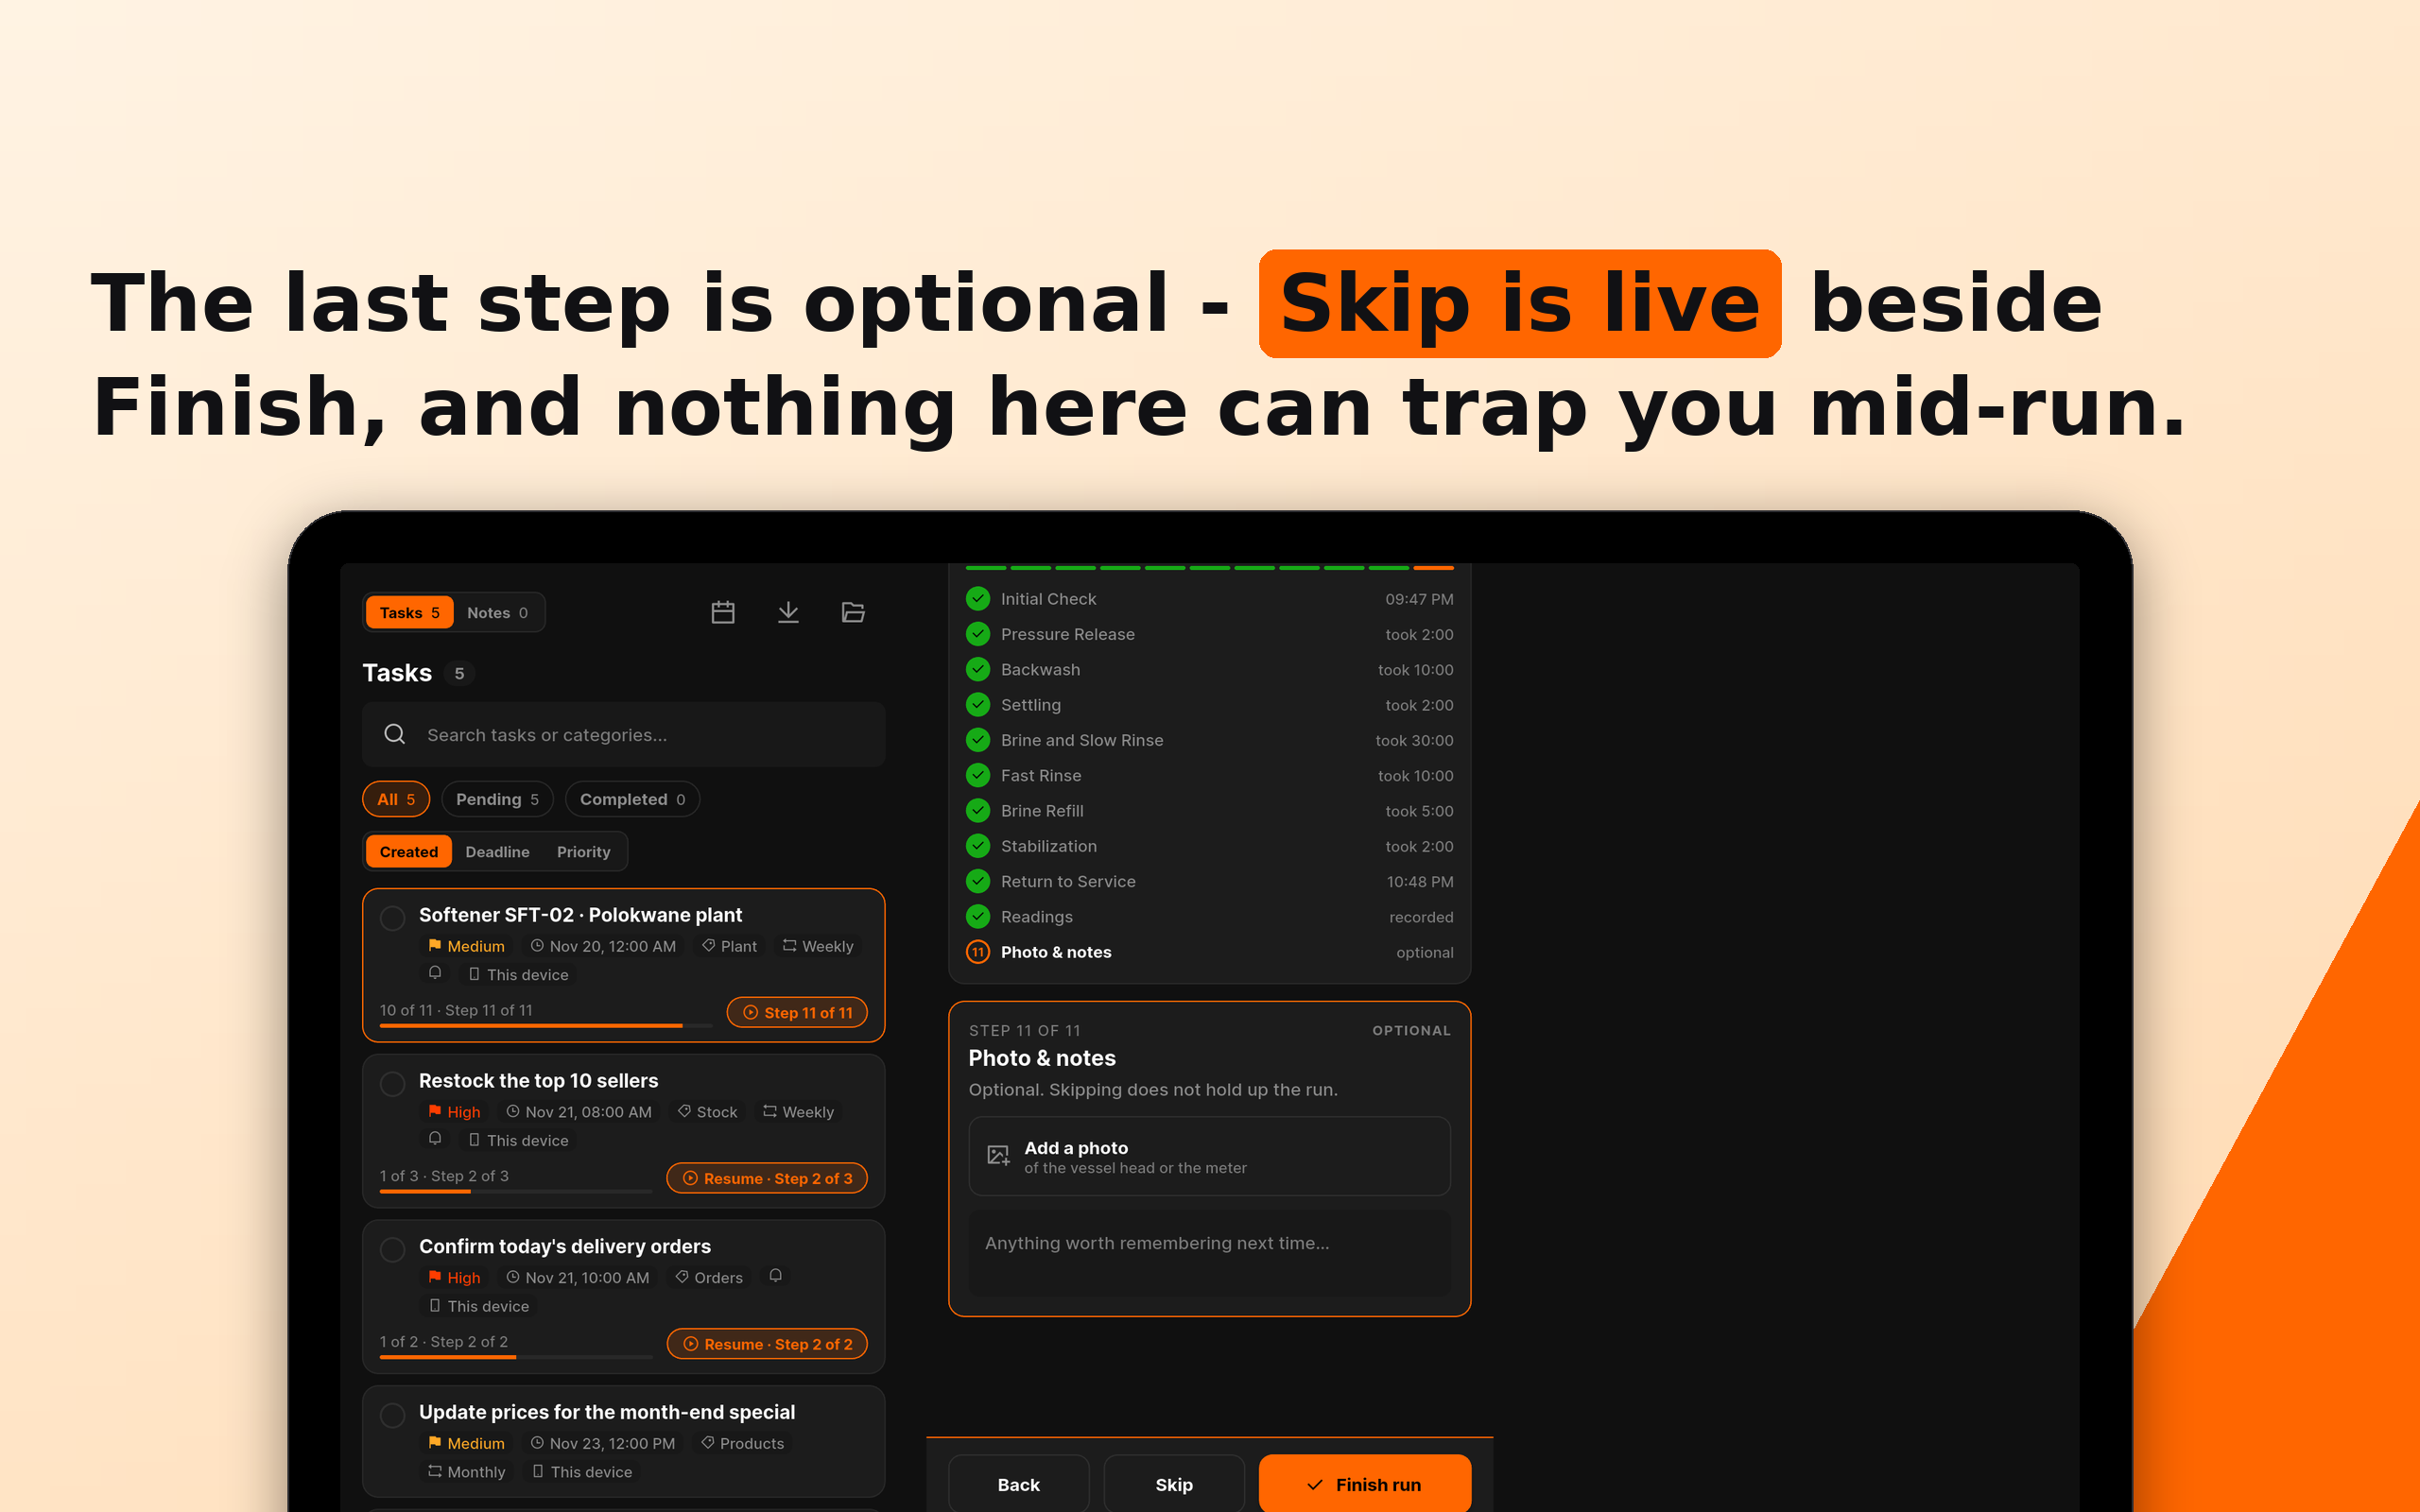 The last step is optional - Skip is live beside
Finish, and nothing here can trap you mid-run.
Tasks 5 Notes 0
Tasks 5
Search tasks or categories...
All 5 Pending 5 Completed 0
Created Deadline Priority
Softener SFT-02 · Polokwane plant
Medium Nov 20, 12:00 AM Plant Weekly
This device
10 of 11 · Step 11 of 11
Step 11 of 11
Restock the top 10 sellers
High Nov 21, 08:00 AM Stock Weekly
This device
1 of 3 · Step 2 of 3
Resume · Step 2 of 3
Confirm today's delivery orders
High Nov 21, 10:00 AM Orders
This device
1 of 2 · Step 2 of 2
Resume · Step 2 of 2
Update prices for the month-end special
Medium Nov 23, 12:00 PM Products
Monthly This device
Initial Check 09:47 PM
Pressure Release took 2:00
Backwash took 10:00
Settling took 2:00
Brine and Slow Rinse took 30:00
Fast Rinse took 10:00
Brine Refill took 5:00
Stabilization took 2:00
Return to Service 10:48 PM
Readings recorded
11 Photo & notes optional
STEP 11 OF 11 OPTIONAL
Photo & notes
Optional. Skipping does not hold up the run.
Add a photo
of the vessel head or the meter
Anything worth remembering next time...
Back Skip Finish run